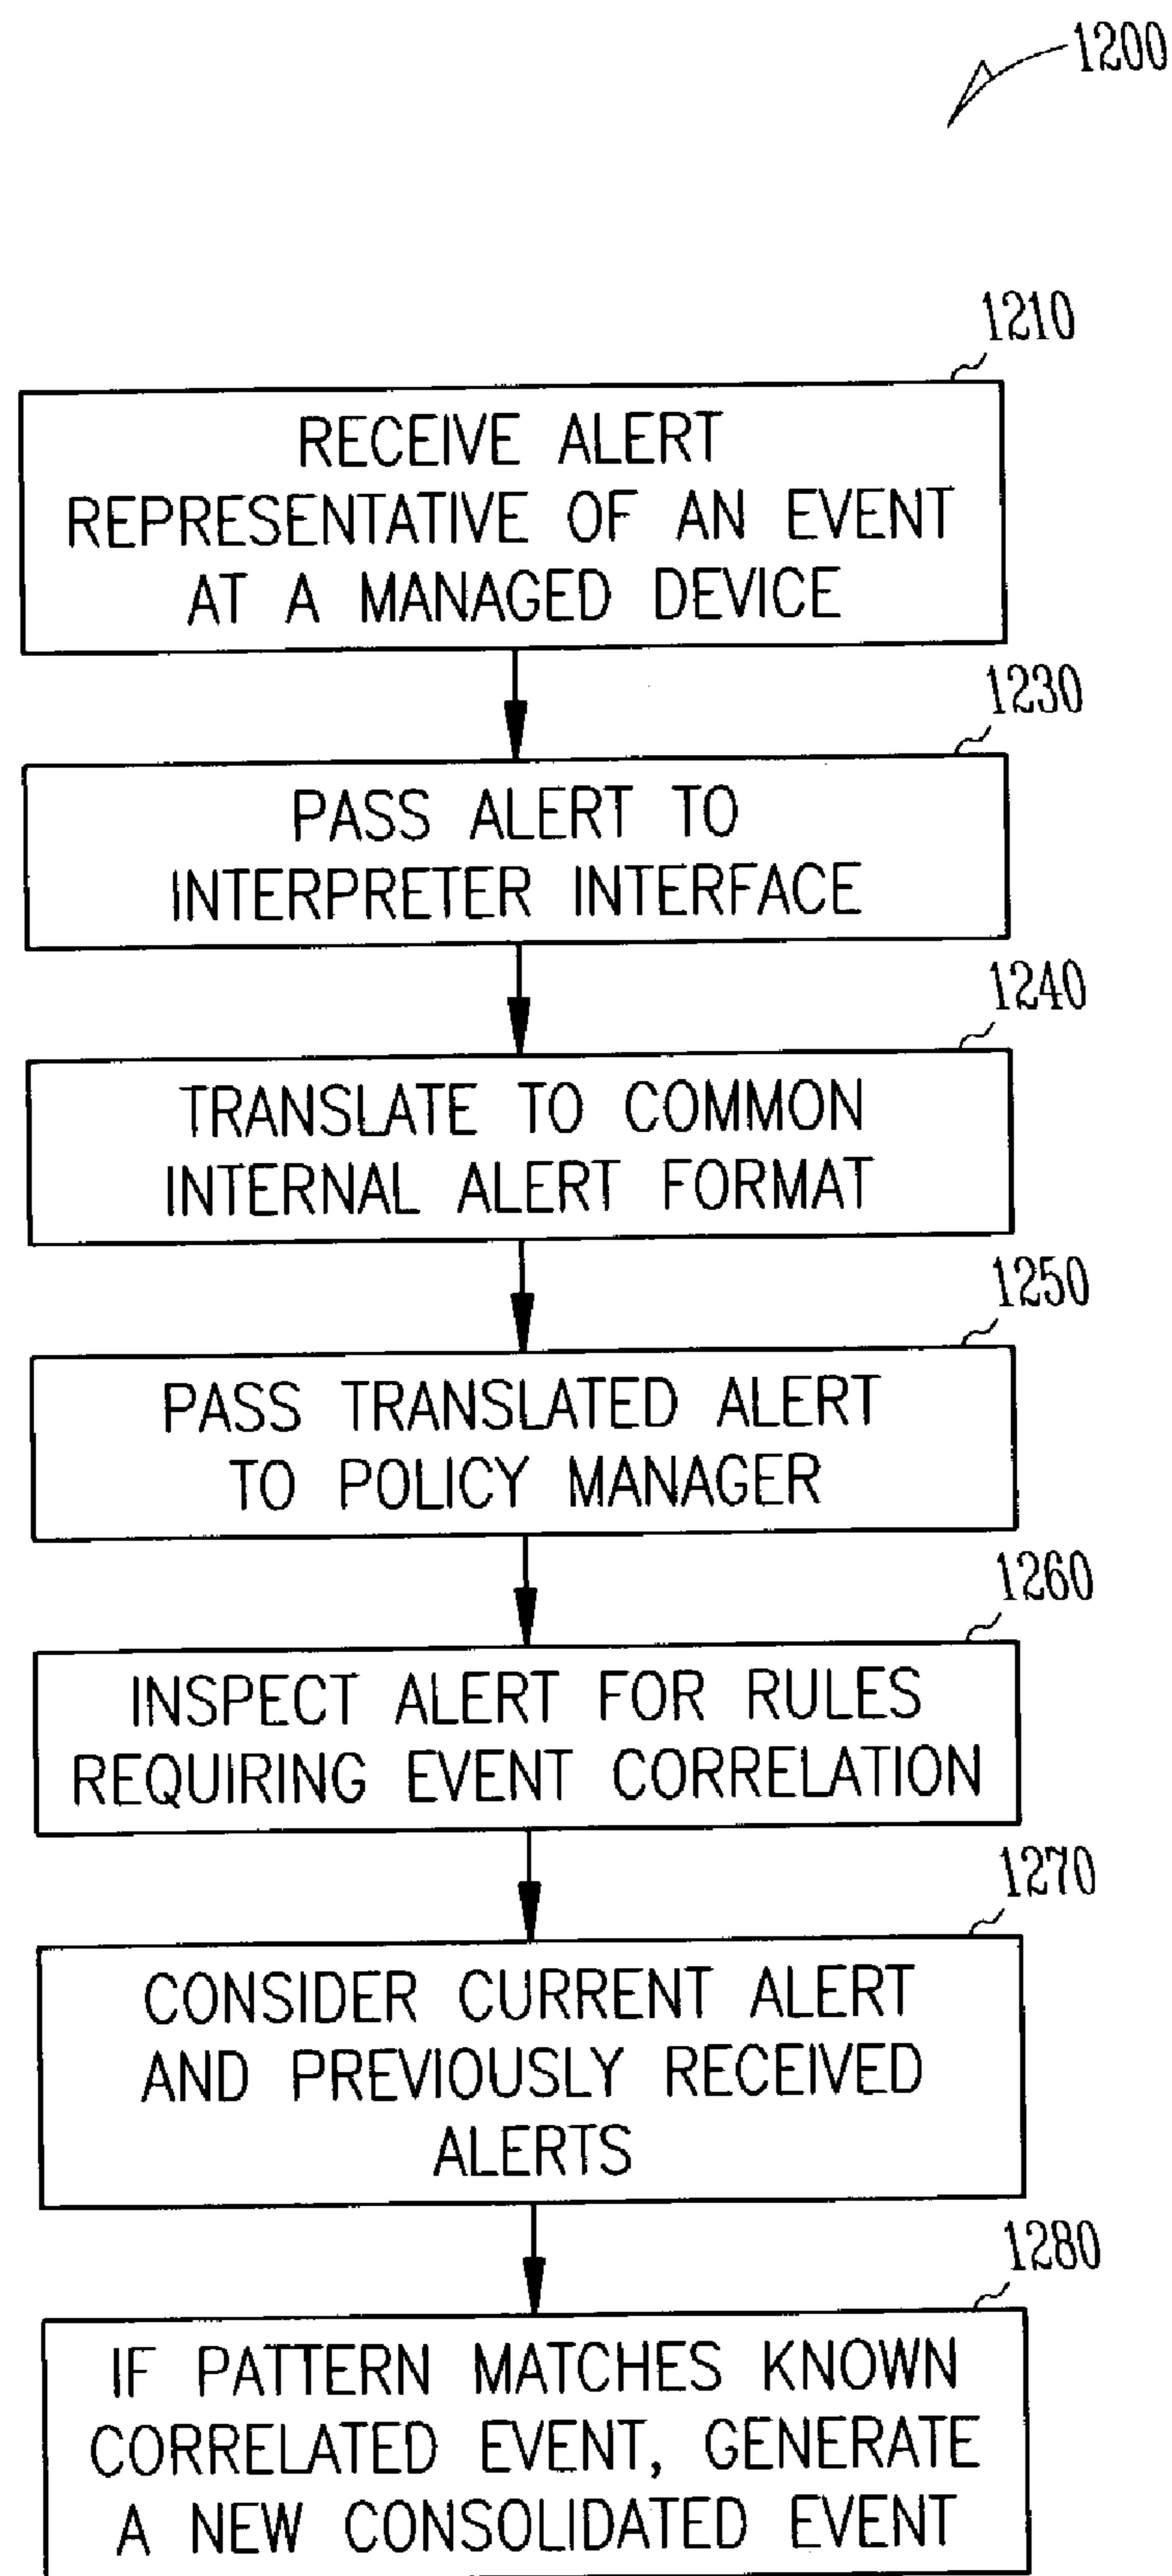 1200
1210
RECEIVE ALERT
REPRESENTATIVE OF AN EVENT
AT A MANAGED DEVICE
1230
PASS ALERT TO
INTERPRETER INTERFACE
1240
TRANSLATE TO COMMON
INTERNAL ALERT FORMAT
1250
PASS TRANSLATED ALERT
TO POLICY MANAGER
1260
INSPECT ALERT FOR RULES
REQUIRING EVENT CORRELATION
1270
CONSIDER CURRENT ALERT
AND PREVIOUSLY RECEIVED
ALERTS
1280
IF PATTERN MATCHES KNOWN
CORRELATED EVENT, GENERATE
A NEW CONSOLIDATED EVENT